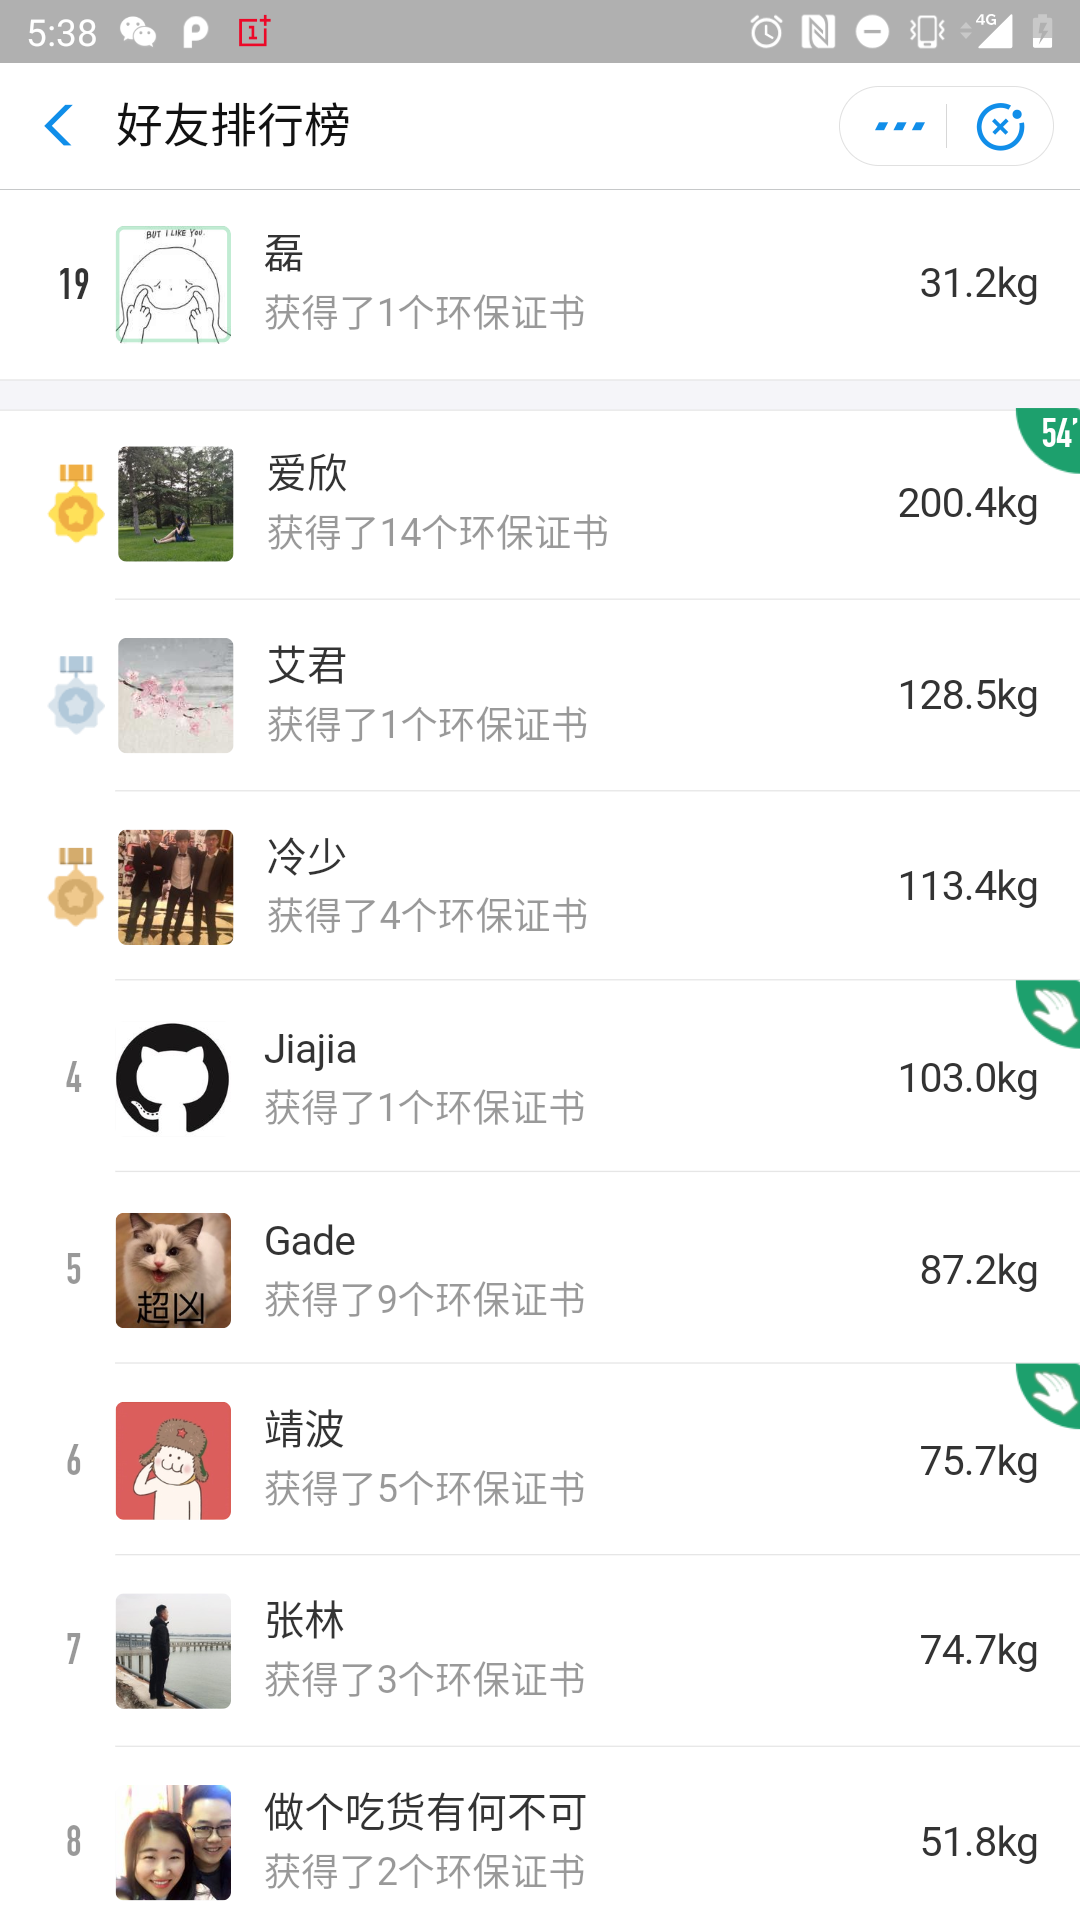 5:38
4G
好友排行榜
19
BUT I LIKE YOU.
磊
获得了1个环保证书
31.2kg
54'
爱欣
获得了14个环保证书
200.4kg
艾君
获得了1个环保证书
128.5kg
冷少
获得了4个环保证书
113.4kg
4
Jiajia
获得了1个环保证书
103.0kg
5
超凶
Gade
获得了9个环保证书
87.2kg
6
靖波
获得了5个环保证书
75.7kg
7
张林
获得了3个环保证书
74.7kg
8
做个吃货有何不可
获得了2个环保证书
51.8kg